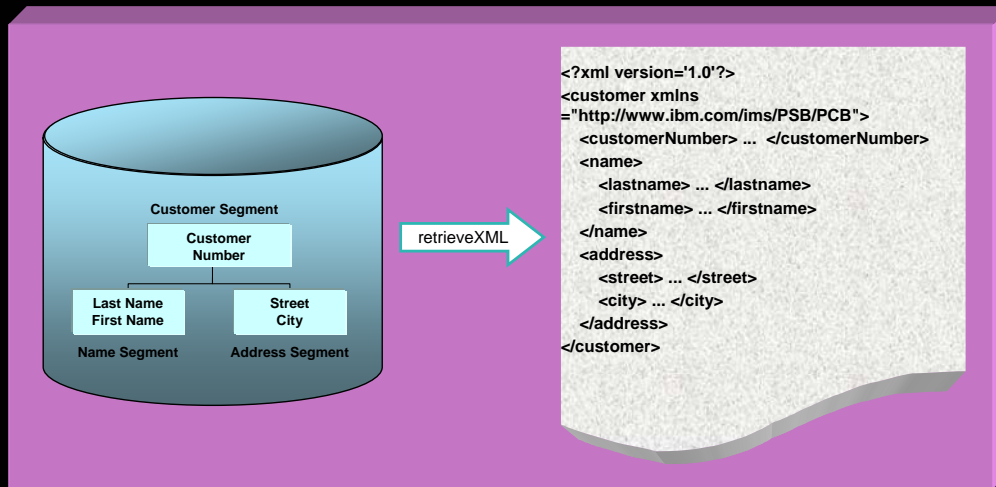 Customer Segment
Customer
Number
Last Name
First Name
Street
City
Name Segment
Address Segment
retrieveXML
<?xml version='1.0'?>
<customer xmlns
="http://www.ibm.com/ims/PSB/PCB">
<customerNumber> ... </customerNumber>
<name>
<lastname> ... </lastname>
<firstname> ... </firstname>
</name>
<address>
<street> ... </street>
<city> ... </city>
</address>
</customer>